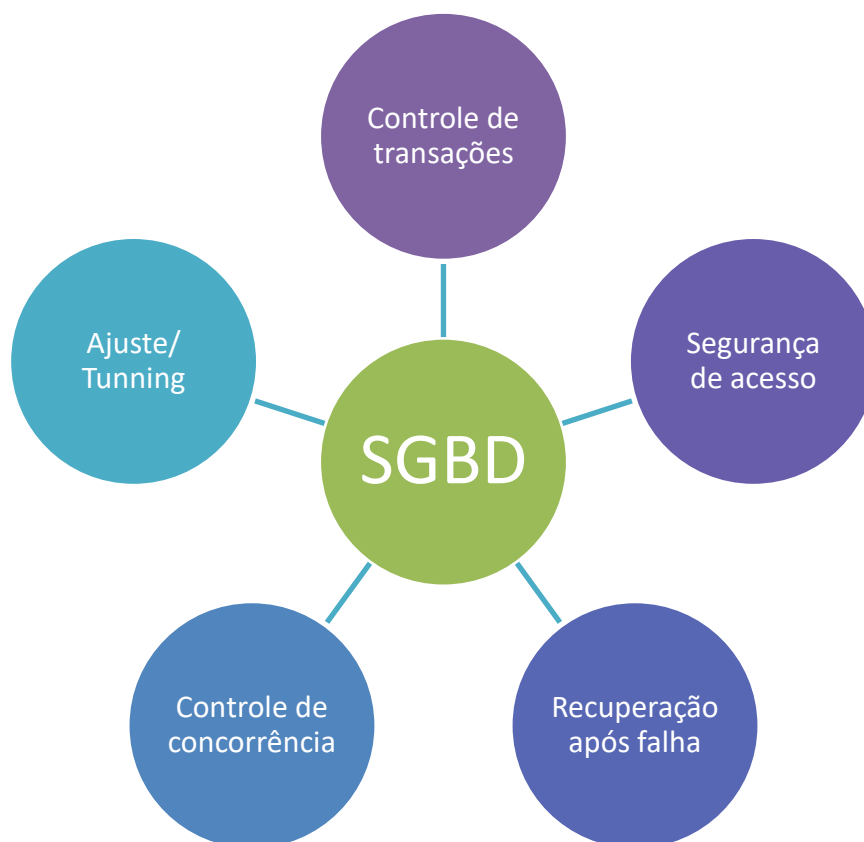 Controle de
transações
Segurança
de acesso
Recuperação
após falha
Controle de
concorrência
Ajuste/
Tunning
SGBD